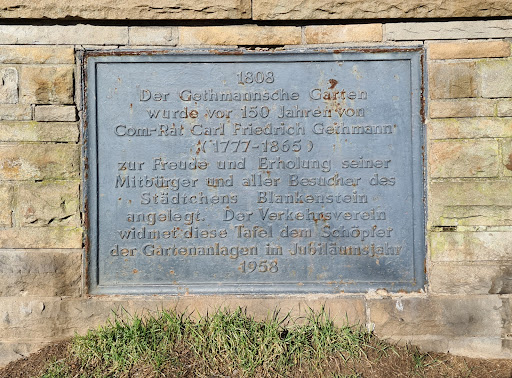 1808
Der Gethmannsche Garten
wurde vor 150 Jahren von
Com-Rat Carl Friedrich Gethmann
(1777-1865)
zur Freude und Erholung seiner
Mitbürger und aller Besucher des
Städtchens Blankenstein
angelegt. Der Verkehrsverein
widmet diese Tafel dem Schöpfer
der Gartenanlagen im Jubiläumsjahr
1958